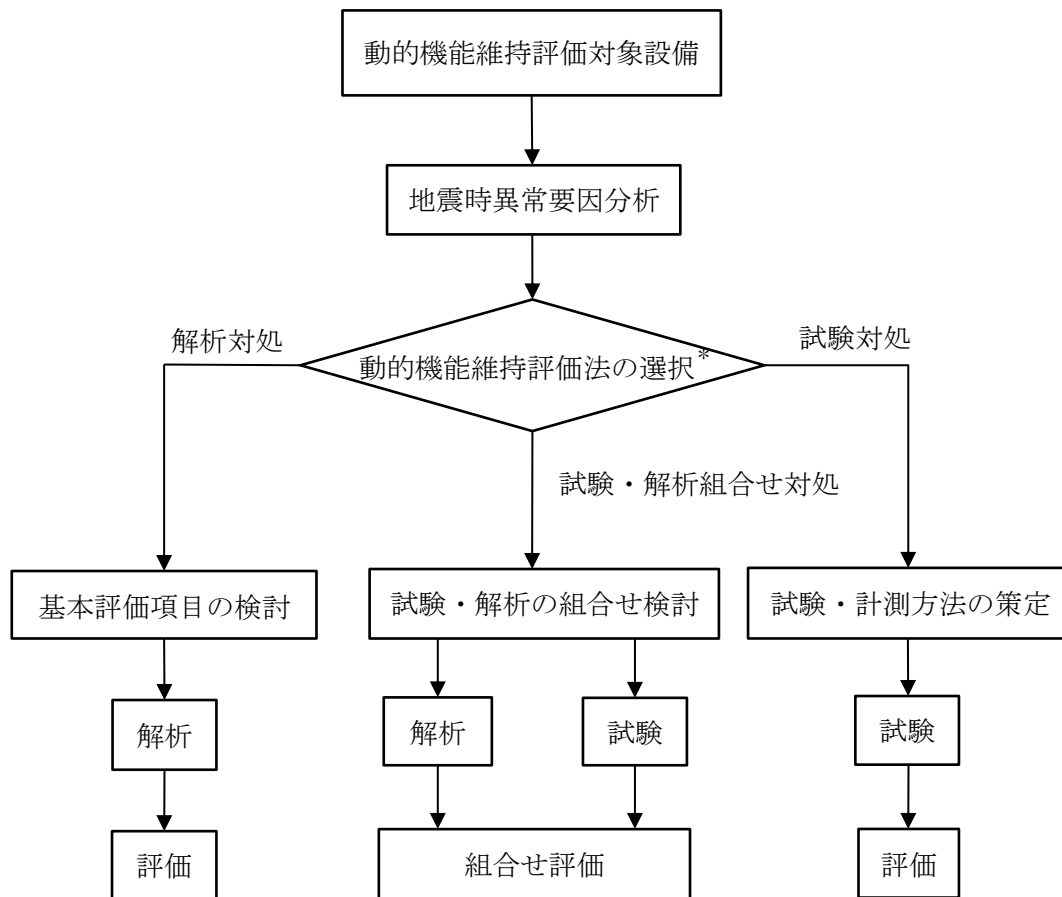 動的機能維持評価対象設備
地震時異常要因分析
解析対処
試験対処
動的機能維持評価法の選択*
試験・解析組合せ対処
基本評価項目の検討
試験・解析の組合せ検討
試験・計測方法の策定
解析
解析
試験
試験
評価
組合せ評価
評価